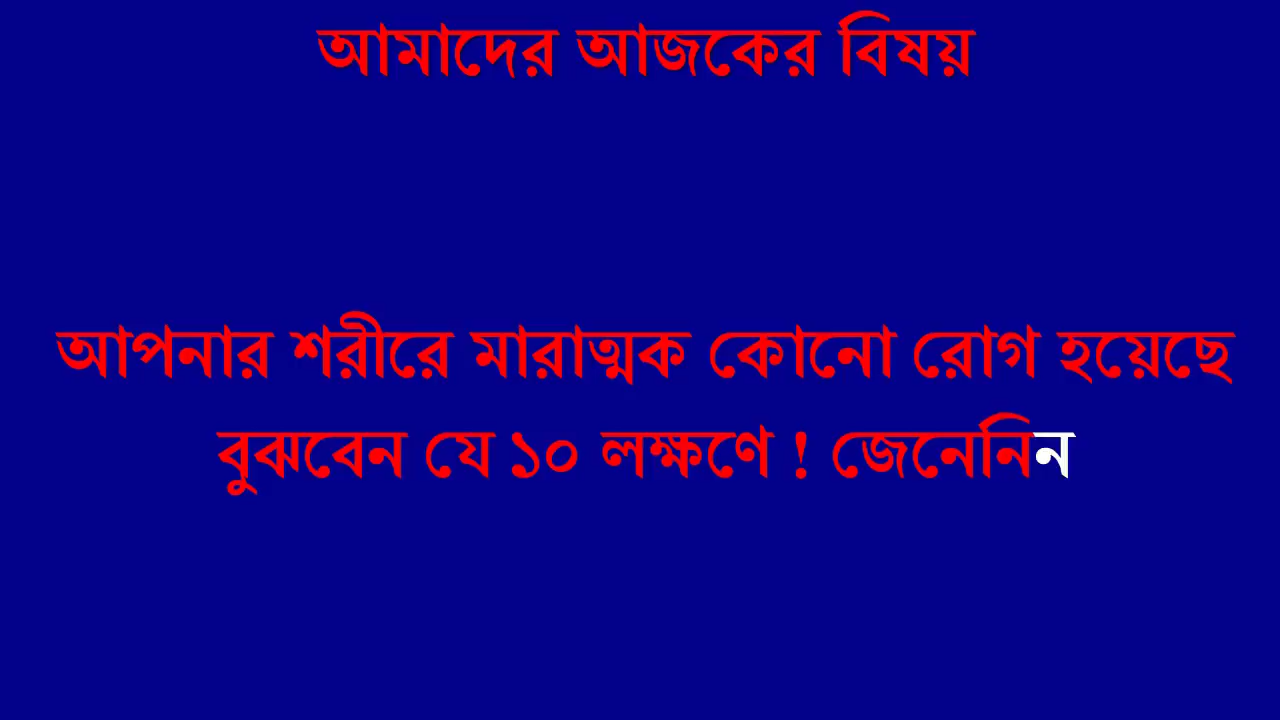 আমাদের আজকের বিষয়
আপনার শরীরে মারাত্মক কোনো রোগ হয়েছে
বুঝবেন যে ১০ লক্ষণে ! জেনেনিন